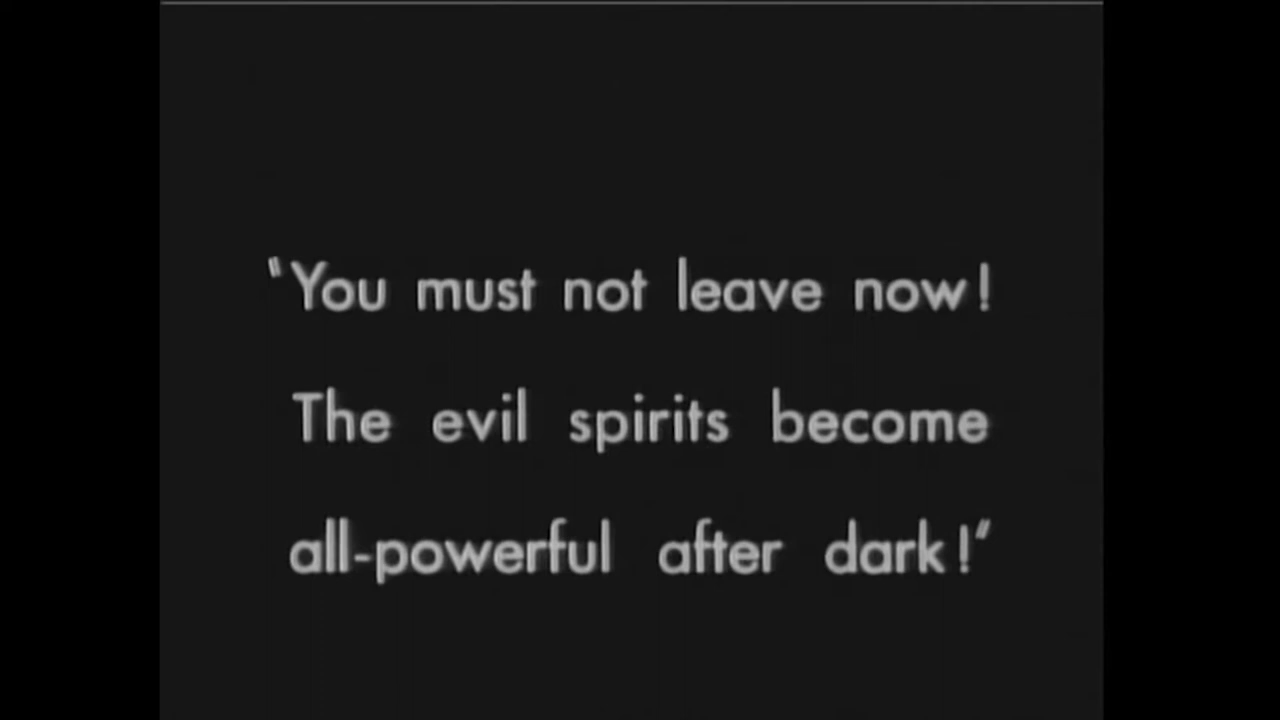 "You must not leave now!
The evil spirits become
all-powerful after dark!"